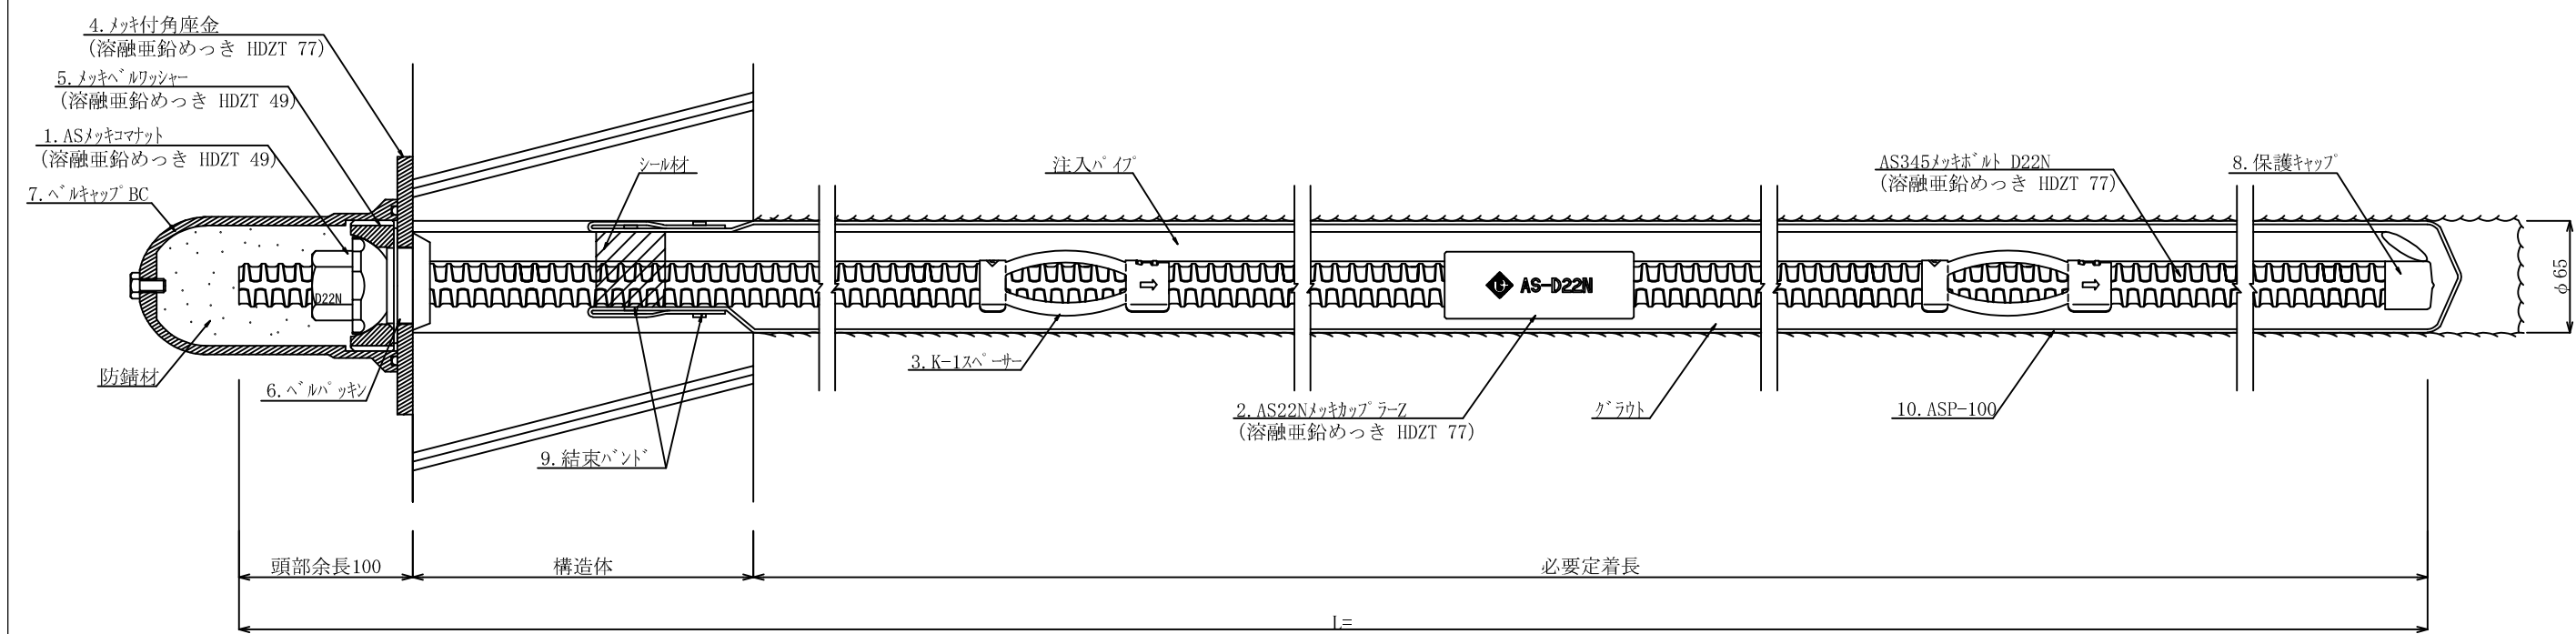 4.ﾒｯｷ付角座金
(溶融亜鉛めっき HDZT 77)
5.ﾒｯｷﾍﾞﾙﾜｯｼｬｰ
(溶融亜鉛めっき HDZT 49)
1.ASﾒｯｷｺﾏﾅｯﾄ
(溶融亜鉛めっき HDZT 49)
7.ﾍﾞﾙｷｬｯﾌﾟBC
ｼｰﾙ材
注入ﾊﾟｲﾌﾟ
AS345ﾒｯｷﾎﾞﾙﾄ D22N
(溶融亜鉛めっき HDZT 77)
8.保護ｷｬｯﾌﾟ
D22N
G AS-D22N
φ65
防錆材
6.ﾍﾞﾙﾊﾟｯｷﾝ
9.結束ﾊﾞﾝﾄﾞ
3.K-1ｽﾍﾟｰｻｰ
2.AS22NﾒｯｷｶｯﾌﾟﾗｰZ
(溶融亜鉛めっき HDZT 77)
ｸﾞﾗｳﾄ
10.ASP-100
頭部余長100
構造体
必要定着長
L=